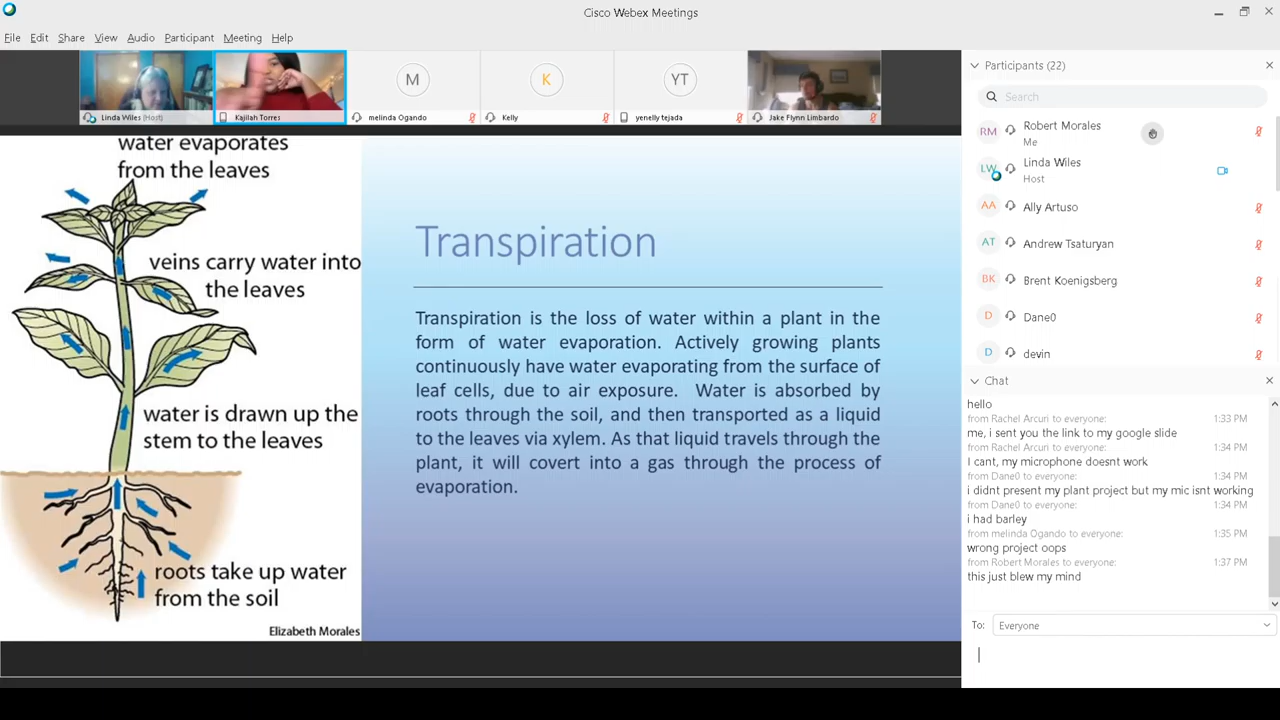 Cisco Webex Meetings
File Edit Share View Audio Participant Meeting Help
Linda Wiles (Host)
Kajilah Torres
M
melinda Ogando
K
Kelly
YT
yenelly tejada
Jake Flynn Limbardo
water evaporates
from the leaves
veins carry water into
the leaves
water is drawn up the
stem to the leaves
roots take up water
from the soil
Elizabeth Morales
Transpiration
Transpiration is the loss of water within a plant in the
form of water evaporation. Actively growing plants
continuously have water evaporating from the surface of
leaf cells, due to air exposure. Water is absorbed by
roots through the soil, and then transported as a liquid
to the leaves via xylem. As that liquid travels through the
plant, it will covert into a gas through the process of
evaporation.
Participants (22)
Search
RM Robert Morales
Me
LW Linda Wiles
Host
AA Ally Artuso
AT Andrew Tsaturyan
BK Brent Koenigsberg
D Dane0
D devin
Chat
hello
from Rachel Arcuri to everyone: 1:33 PM
me, i sent you the link to my google slide
from Rachel Arcuri to everyone: 1:34 PM
I cant, my microphone doesnt work
from Dane0 to everyone: 1:34 PM
i didnt present my plant project but my mic isnt working
from Dane0 to everyone: 1:34 PM
i had barley
from melinda Ogando to everyone: 1:35 PM
wrong project oops
from Robert Morales to everyone: 1:37 PM
this just blew my mind
To: Everyone